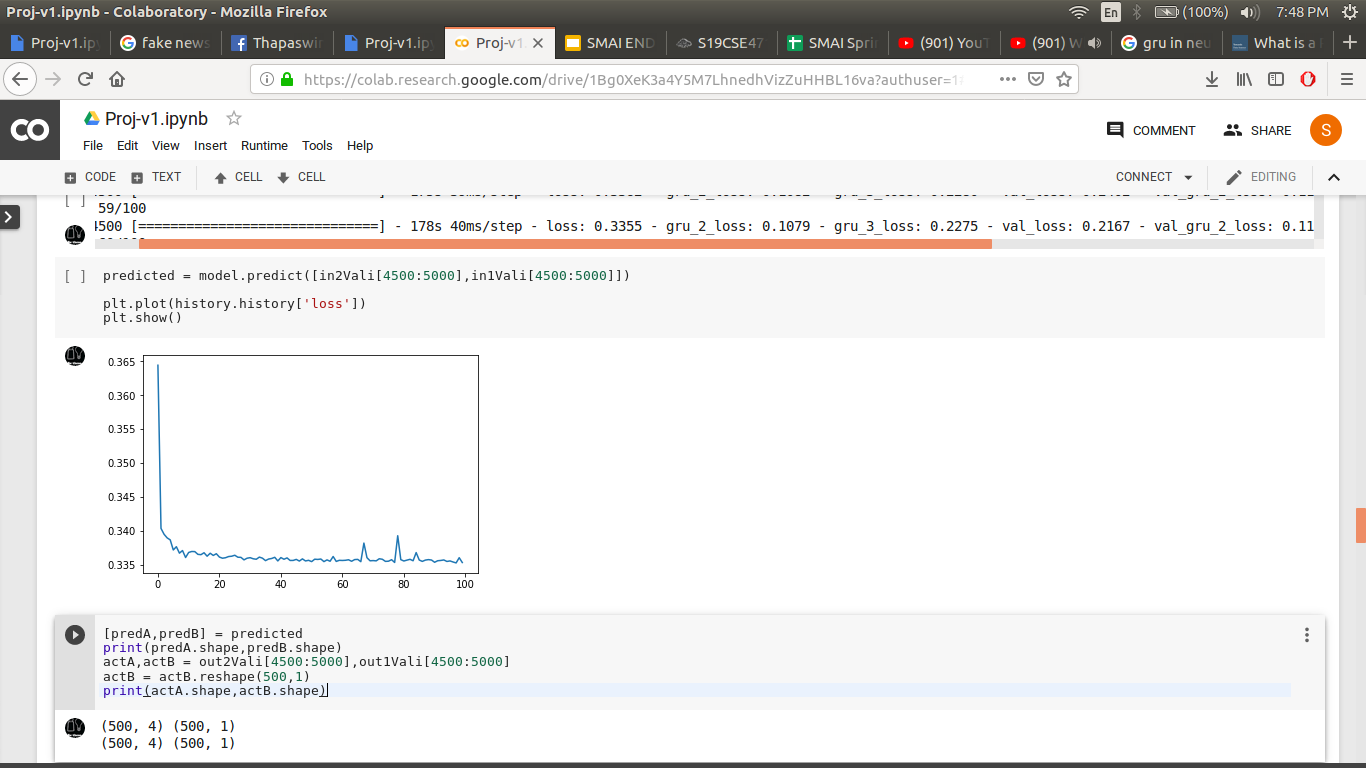 Proj-v1.ipynb - Colaboratory - Mozilla Firefox
En (100%) 7:48 PM
Proj-v1.ip fake news Thapaswin Proj-v1.ip Proj-v1. SMAI END S19CSE47 SMAI Spri (901) YouT (901) W gru in neu What is a
https://colab.research.google.com/drive/1Bg0XeK3a4Y5M7LhnedhVizZuHHBL16va?authuser=1
CO Proj-v1.ipynb
COMMENT SHARE S
File Edit View Insert Runtime Tools Help
CODE TEXT CELL CELL CONNECT EDITING
[ ] 59/100
4500 [==============================] - 178s 40ms/step - loss: 0.3355 - gru_2_loss: 0.1079 - gru_3_loss: 0.2275 - val_loss: 0.2167 - val_gru_2_loss: 0.11
[ ] predicted = model.predict([in2Vali[4500:5000],in1Vali[4500:5000]])
plt.plot(history.history['loss'])
plt.show()
0.365
0.360
0.355
0.350
0.345
0.340
0.335
0 20 40 60 80 100
[predA,predB] = predicted
print(predA.shape,predB.shape)
actA,actB = out2Vali[4500:5000],out1Vali[4500:5000]
actB = actB.reshape(500,1)
print(actA.shape,actB.shape)
(500, 4) (500, 1)
(500, 4) (500, 1)